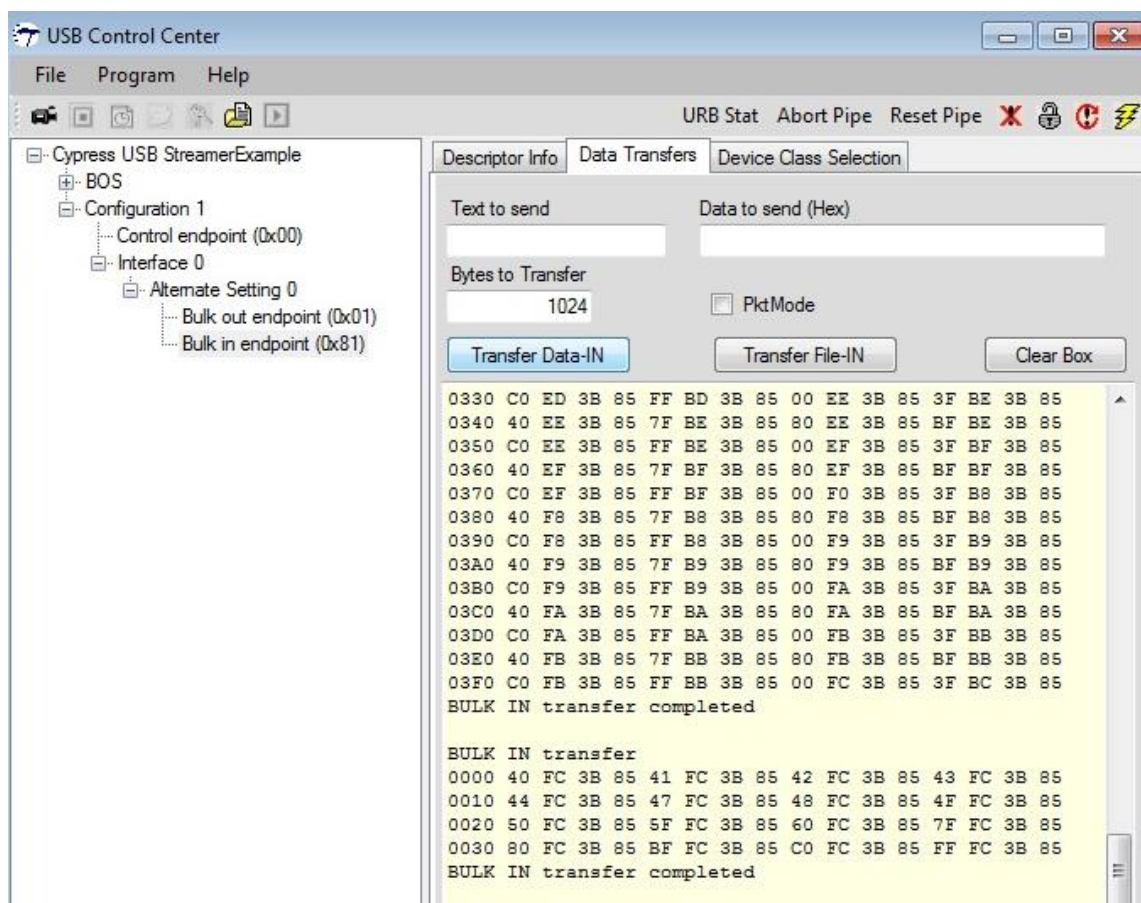 USB Control Center
File Program Help
URB Stat Abort Pipe Reset Pipe
Cypress USB StreamerExample
BOS
Configuration 1
Control endpoint (0x00)
Interface 0
Alternate Setting 0
Bulk out endpoint (0x01)
Bulk in endpoint (0x81)
Descriptor Info Data Transfers Device Class Selection
Text to send Data to send (Hex)
Bytes to Transfer
1024 PktMode
Transfer Data-IN Transfer File-IN Clear Box
0330 C0 ED 3B 85 FF BD 3B 85 00 EE 3B 85 3F BE 3B 85
0340 40 EE 3B 85 7F BE 3B 85 80 EE 3B 85 BF BE 3B 85
0350 C0 EE 3B 85 FF BE 3B 85 00 EF 3B 85 3F BF 3B 85
0360 40 EF 3B 85 7F BF 3B 85 80 EF 3B 85 BF BF 3B 85
0370 C0 EF 3B 85 FF BF 3B 85 00 F0 3B 85 3F B8 3B 85
0380 40 F8 3B 85 7F B8 3B 85 80 F8 3B 85 BF B8 3B 85
0390 C0 F8 3B 85 FF B8 3B 85 00 F9 3B 85 3F B9 3B 85
03A0 40 F9 3B 85 7F B9 3B 85 80 F9 3B 85 BF B9 3B 85
03B0 C0 F9 3B 85 FF B9 3B 85 00 FA 3B 85 3F BA 3B 85
03C0 40 FA 3B 85 7F BA 3B 85 80 FA 3B 85 BF BA 3B 85
03D0 C0 FA 3B 85 FF BA 3B 85 00 FB 3B 85 3F BB 3B 85
03E0 40 FB 3B 85 7F BB 3B 85 80 FB 3B 85 BF BB 3B 85
03F0 C0 FB 3B 85 FF BB 3B 85 00 FC 3B 85 3F BC 3B 85
BULK IN transfer completed
BULK IN transfer
0000 40 FC 3B 85 41 FC 3B 85 42 FC 3B 85 43 FC 3B 85
0010 44 FC 3B 85 47 FC 3B 85 48 FC 3B 85 4F FC 3B 85
0020 50 FC 3B 85 5F FC 3B 85 60 FC 3B 85 7F FC 3B 85
0030 80 FC 3B 85 BF FC 3B 85 C0 FC 3B 85 FF FC 3B 85
BULK IN transfer completed